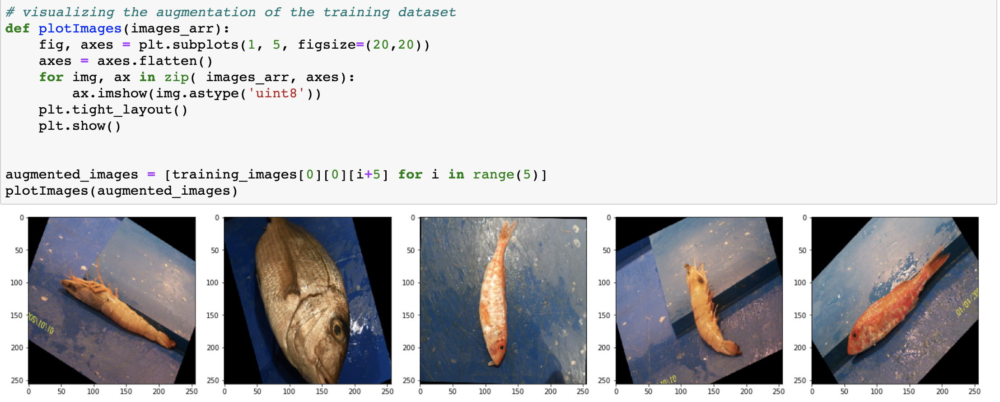 # visualizing the augmentation of the training dataset
def plotImages(images_arr):
    fig, axes = plt.subplots(1, 5, figsize=(20,20))
    axes = axes.flatten()
    for img, ax in zip( images_arr, axes):
        ax.imshow(img.astype('uint8'))
    plt.tight_layout()
    plt.show()
augmented_images = [training_images[0][0][i+5] for i in range(5)]
plotImages(augmented_images)
0
50
100
150
200
250
0 50 100 150 200 250
0
50
100
150
200
250
0 50 100 150 200 250
0
50
100
150
200
250
0 50 100 150 200 250
0
50
100
150
200
250
0 50 100 150 200 250
0
50
100
150
200
250
01/01/20
0 50 100 150 200 250